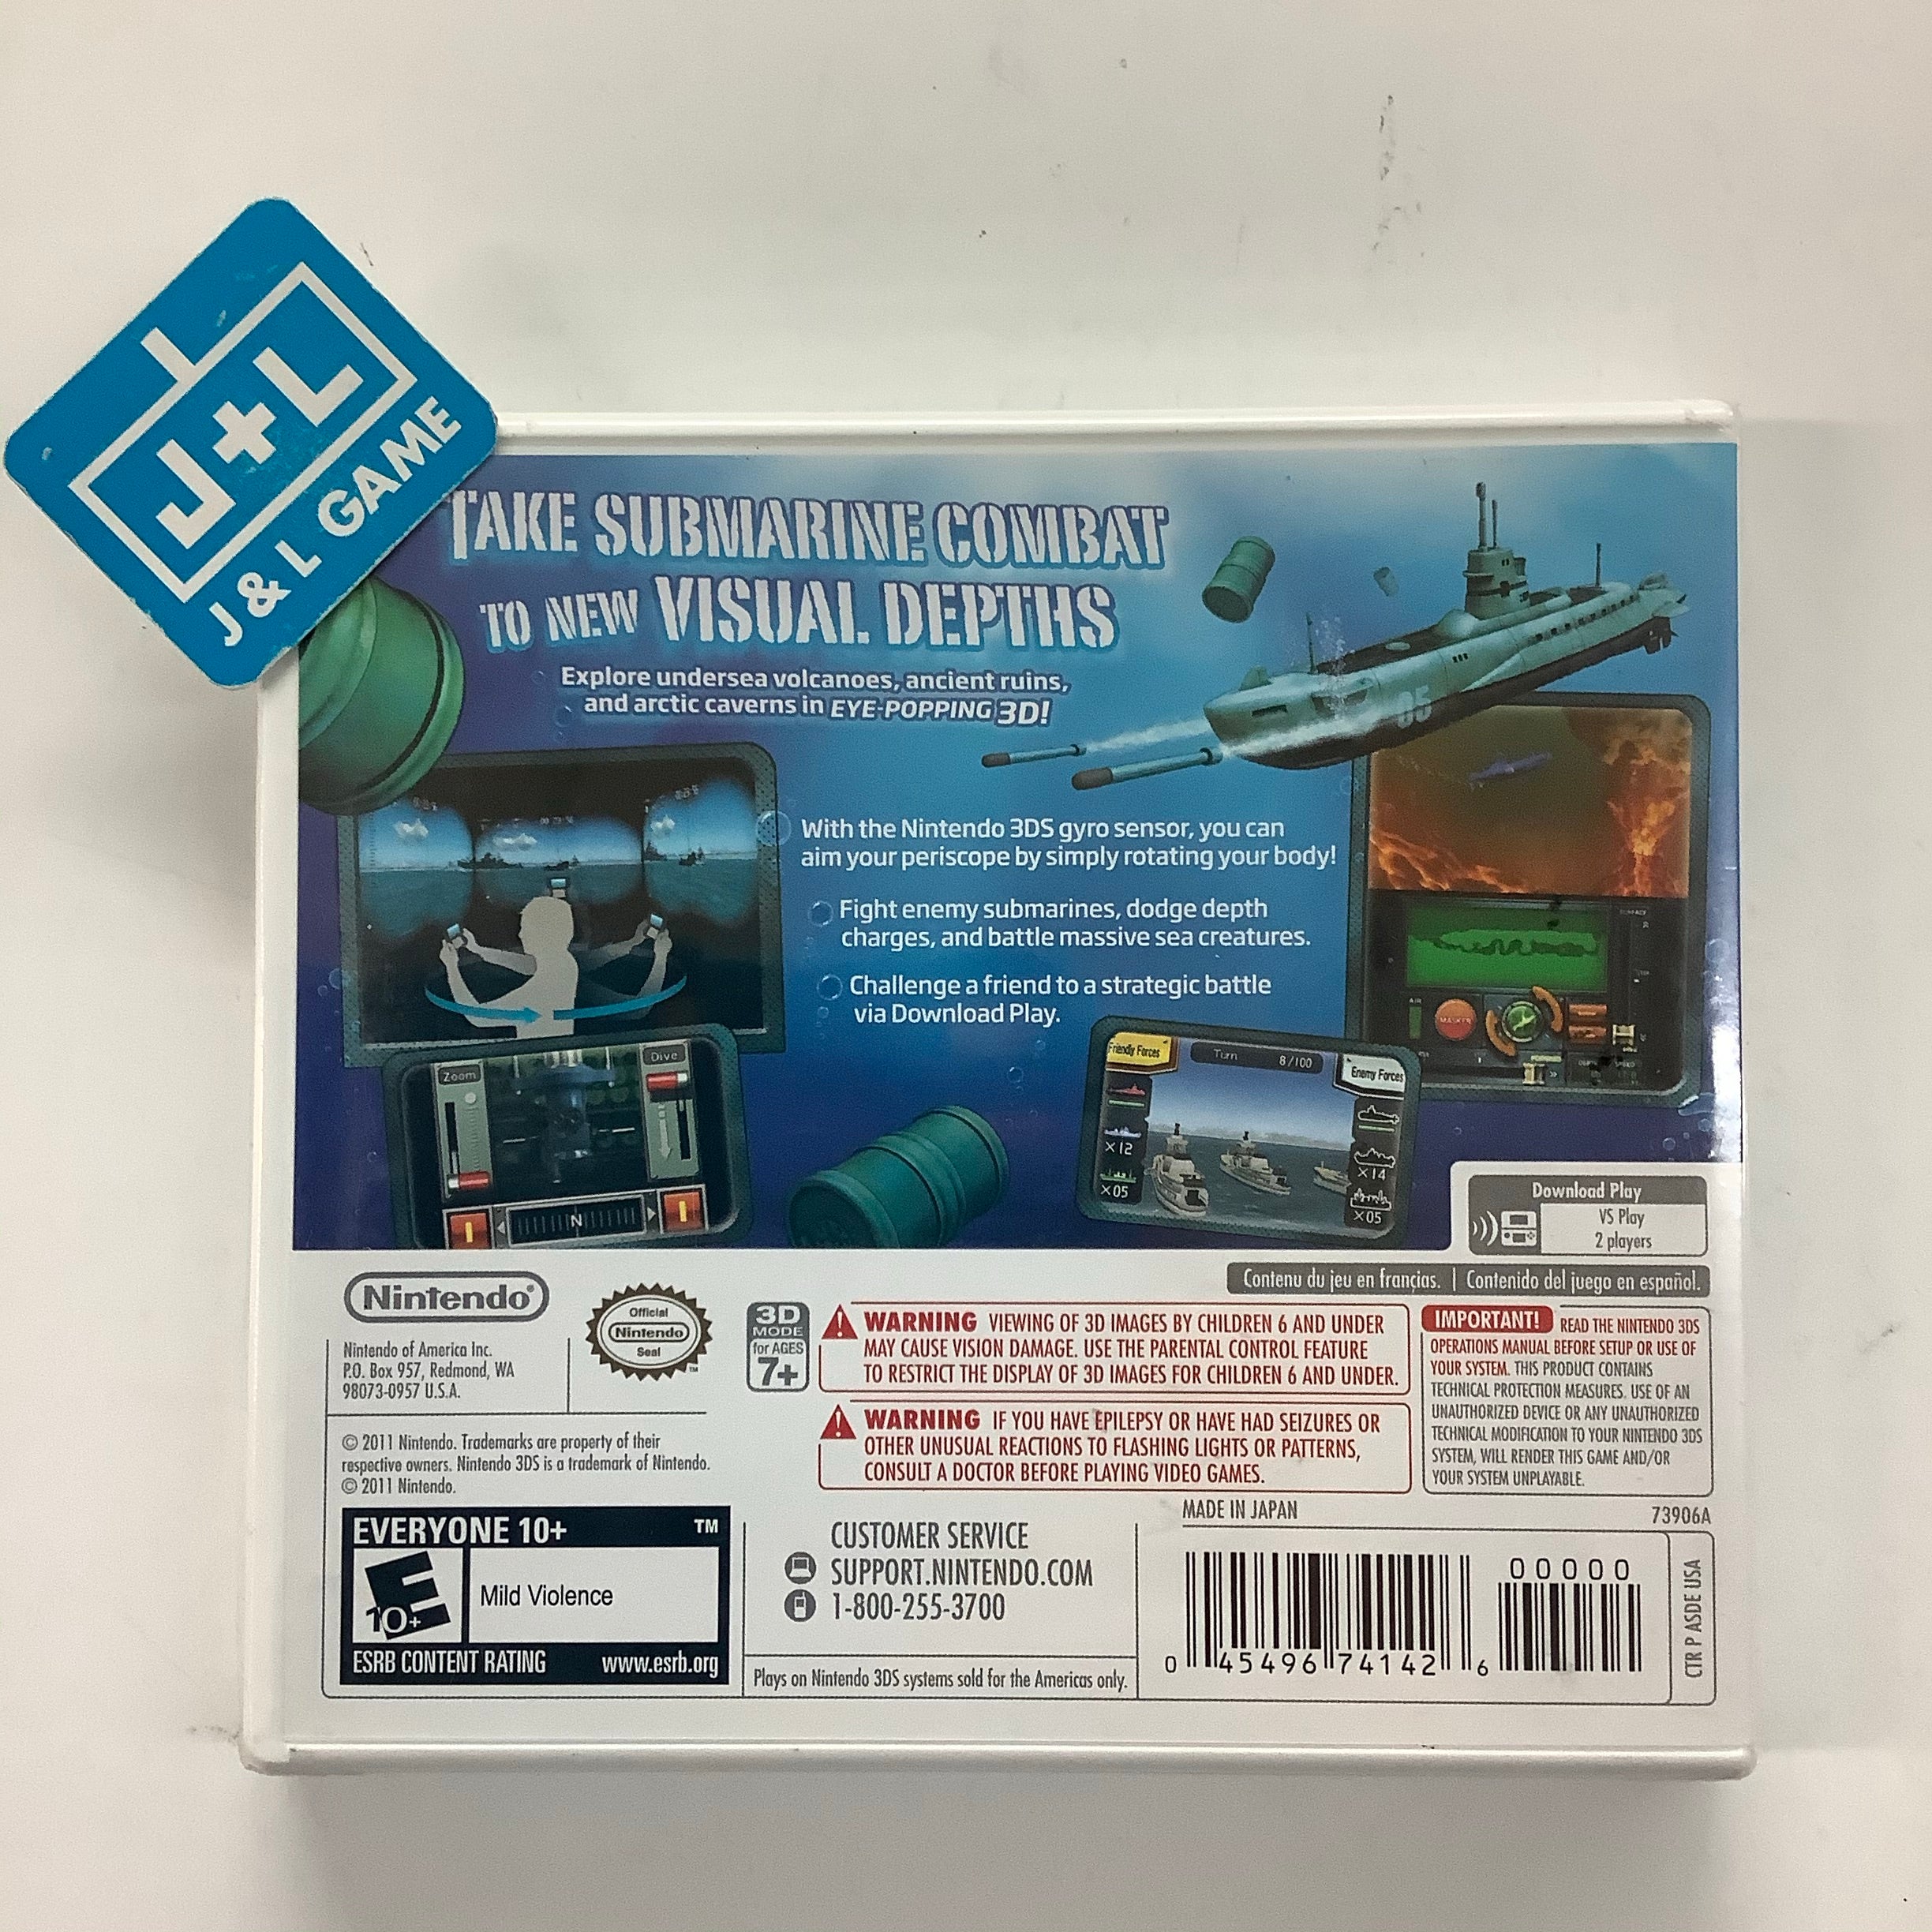 J+L
J & L GAME
TAKE SUBMARINE COMBAT
TO NEW VISUAL DEPTHS
Explore undersea volcanoes, ancient ruins,
and arctic caverns in EYE-POPPING 3D!
With the Nintendo 3DS gyro sensor, you can
aim your periscope by simply rotating your body!
Fight enemy submarines, dodge depth
charges, and battle massive sea creatures.
Challenge a friend to a strategic battle
via Download Play.
05
SURFACE
AIR
MASKER
Zoom
Dive
N
Friendly Forces
Turn 8/100
Enemy Forces
×12
×05
×14
×05
Download Play
VS Play
2 players
Contenu du jeu en français. | Contenido del juego en español.
Nintendo®
Nintendo of America Inc.
P.O. Box 957, Redmond, WA
98073-0957 U.S.A.
Official
Nintendo
Seal
TM
3D
MODE
for AGES
7+
WARNING VIEWING OF 3D IMAGES BY CHILDREN 6 AND UNDER
MAY CAUSE VISION DAMAGE. USE THE PARENTAL CONTROL FEATURE
TO RESTRICT THE DISPLAY OF 3D IMAGES FOR CHILDREN 6 AND UNDER.
WARNING IF YOU HAVE EPILEPSY OR HAVE HAD SEIZURES OR
OTHER UNUSUAL REACTIONS TO FLASHING LIGHTS OR PATTERNS,
CONSULT A DOCTOR BEFORE PLAYING VIDEO GAMES.
IMPORTANT! READ THE NINTENDO 3DS
OPERATIONS MANUAL BEFORE SETUP OR USE OF
YOUR SYSTEM. THIS PRODUCT CONTAINS
TECHNICAL PROTECTION MEASURES. USE OF AN
UNAUTHORIZED DEVICE OR ANY UNAUTHORIZED
TECHNICAL MODIFICATION TO YOUR NINTENDO 3DS
SYSTEM, WILL RENDER THIS GAME AND/OR
YOUR SYSTEM UNPLAYABLE.
© 2011 Nintendo. Trademarks are property of their
respective owners. Nintendo 3DS is a trademark of Nintendo.
© 2011 Nintendo.
EVERYONE 10+ TM
E
10+
Mild Violence
ESRB CONTENT RATING www.esrb.org
CUSTOMER SERVICE
SUPPORT.NINTENDO.COM
1-800-255-3700
Plays on Nintendo 3DS systems sold for the Americas only.
MADE IN JAPAN
73906A
00000
0 45496 74142 6
CTR P ASDE USA